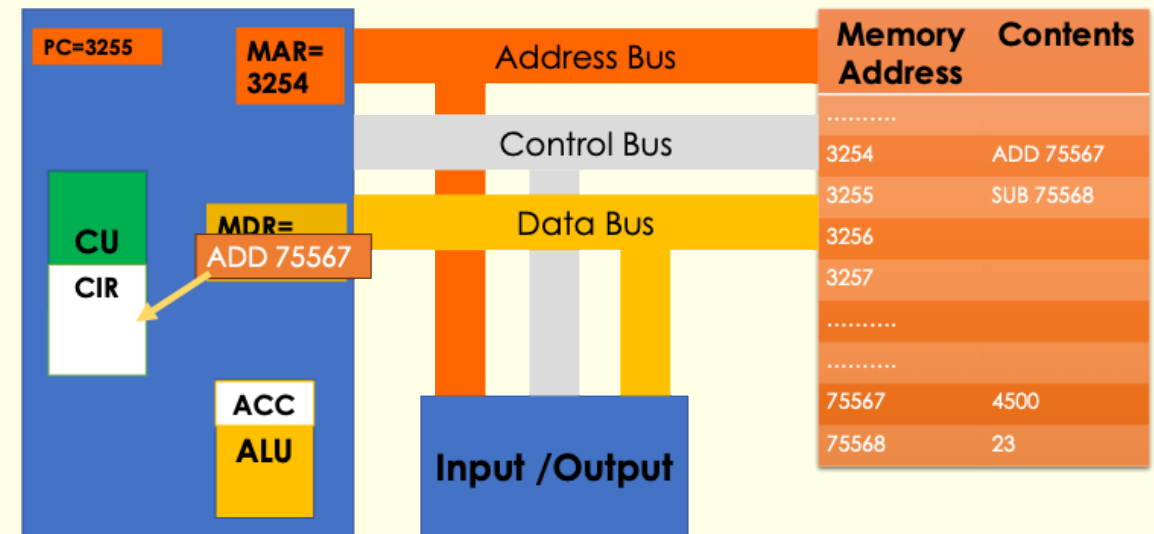 PC=3255
MAR=
3254
Address Bus
Control Bus
Data Bus
CU
CIR
MDR=
ADD 75567
ACC
ALU
Input /Output
Memory Contents
Address
..........
3254 ADD 75567
3255 SUB 75568
3256
3257
..........
..........
75567 4500
75568 23